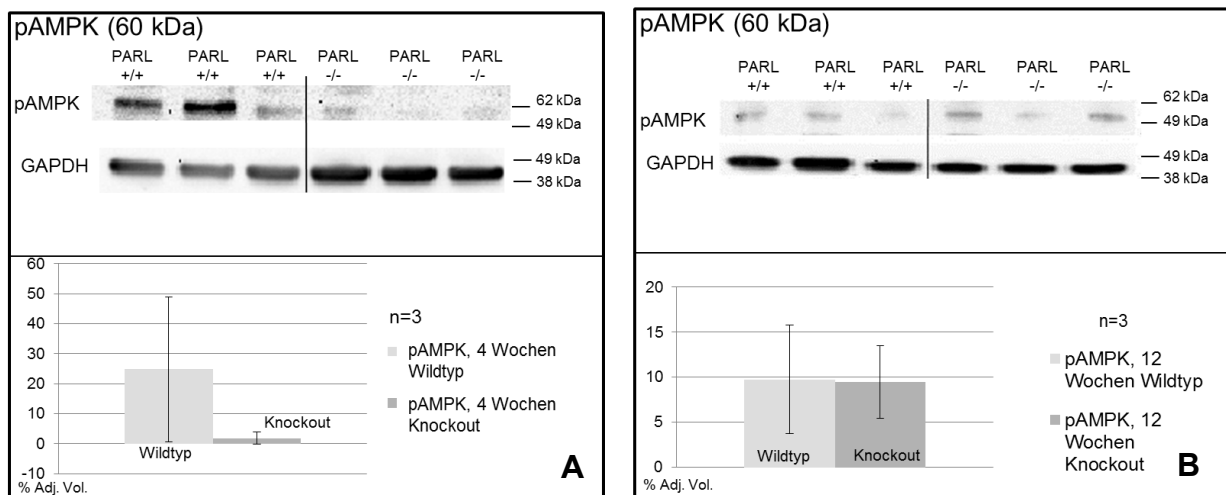 pAMPK (60 kDa)
PARL PARL PARL PARL PARL PARL
+/+ +/+ +/+ -/- -/- -/-
pAMPK
62 kDa
49 kDa
GAPDH
49 kDa
38 kDa
60
50
40
30
20
10
0
-10
% Adj. Vol.
Wildtyp
Knockout
n=3
pAMPK, 4 Wochen
Wildtyp
pAMPK, 4 Wochen
Knockout
A
pAMPK (60 kDa)
PARL PARL PARL PARL PARL PARL
+/+ +/+ +/+ -/- -/- -/-
pAMPK
62 kDa
49 kDa
GAPDH
49 kDa
38 kDa
20
15
10
5
0
% Adj. Vol.
Wildtyp
Knockout
n=3
pAMPK, 12
Wochen Wildtyp
pAMPK, 12
Wochen
Knockout
B